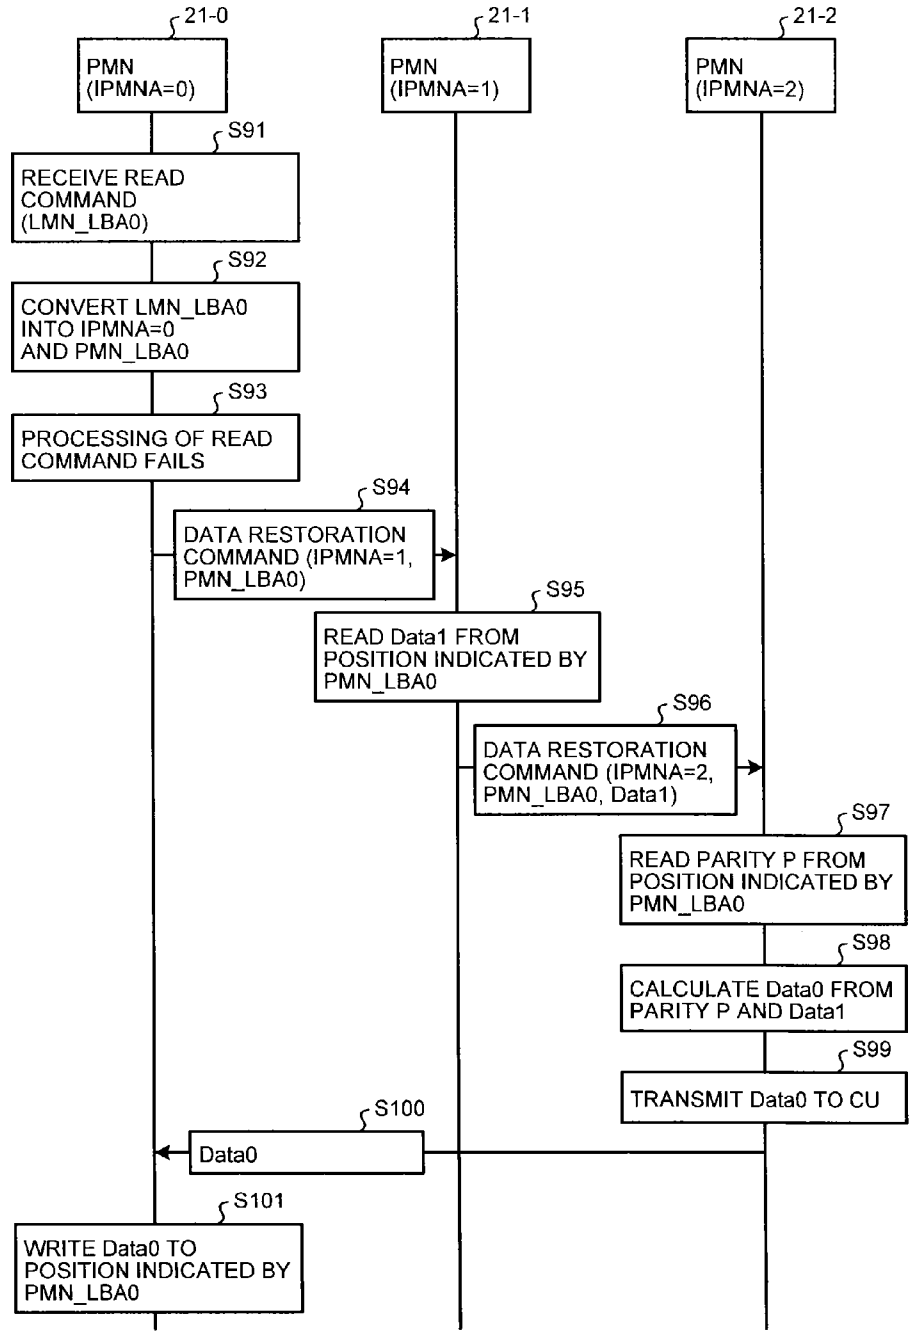 21-0
21-1
21-2
PMN
(IPMNA=0)
PMN
(IPMNA=1)
PMN
(IPMNA=2)
S91
RECEIVE READ
COMMAND
(LMN_LBA0)
S92
CONVERT LMN_LBA0
INTO IPMNA=0
AND PMN_LBA0
S93
PROCESSING OF READ
COMMAND FAILS
S94
DATA RESTORATION
COMMAND (IPMNA=1,
PMN_LBA0)
S95
READ Data1 FROM
POSITION INDICATED BY
PMN_LBA0
S96
DATA RESTORATION
COMMAND (IPMNA=2,
PMN_LBA0, Data1)
S97
READ PARITY P FROM
POSITION INDICATED BY
PMN_LBA0
S98
CALCULATE Data0 FROM
PARITY P AND Data1
S99
TRANSMIT Data0 TO CU
S100
Data0
S101
WRITE Data0 TO
POSITION INDICATED BY
PMN_LBA0